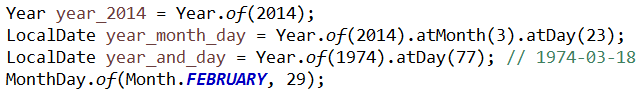 Year year_2014 = Year.of(2014);
LocalDate year_month_day = Year.of(2014).atMonth(3).atDay(23);
LocalDate year_and_day = Year.of(1974).atDay(77); // 1974-03-18
MonthDay.of(Month.FEBRUARY, 29);